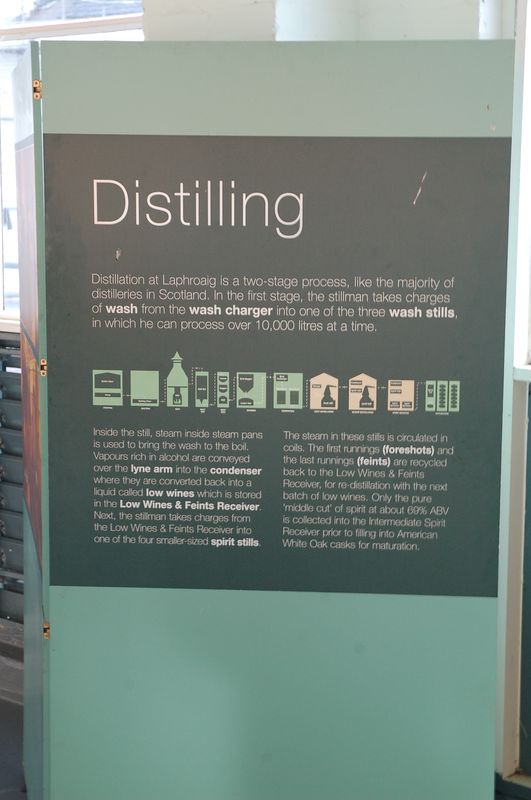 Distilling
Distillation at Laphroaig is a two-stage process, like the majority of
distilleries in Scotland. In the first stage, the stillman takes charges
of wash from the wash charger into one of the three wash stills,
in which he can process over 10,000 litres at a time.
Inside the still, steam inside steam pans
is used to bring the wash to the boil.
Vapours rich in alcohol are conveyed
over the lyne arm into the condenser
where they are converted back into a
liquid called low wines which is stored
in the Low Wines & Feints Receiver.
Next, the stillman takes charges from
the Low Wines & Feints Receiver into
one of the four smaller-sized spirit stills.
The steam in these stills is circulated in
coils. The first runnings (foreshots) and
the last runnings (feints) are recycled
back to the Low Wines & Feints
Receiver, for re-distillation with the next
batch of low wines. Only the pure
'middle cut' of spirit at about 69% ABV
is collected into the Intermediate Spirit
Receiver prior to filling into American
White Oak casks for maturation.